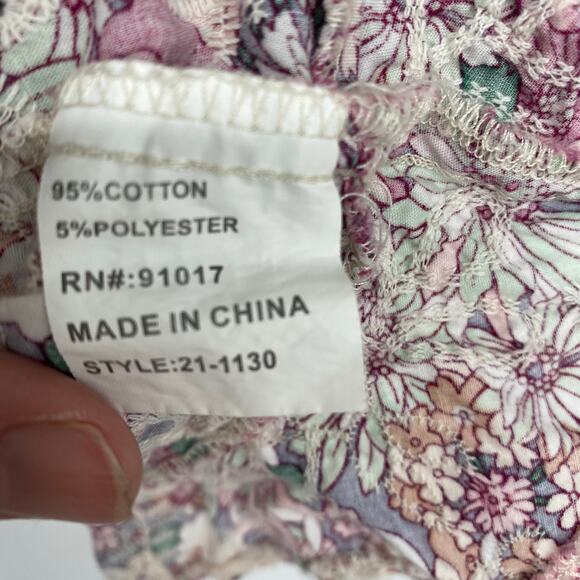 95%COTTON
5%POLYESTER
RN#:91017
MADE IN CHINA
STYLE:21-1130